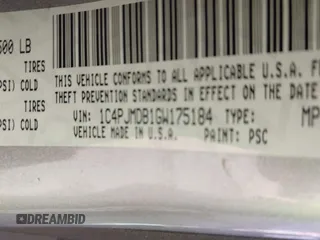 500 LB
TIRES
PSI) COLD
THIS VEHICLE CONFORMS TO ALL APPLICABLE U.S.A.
THEFT PREVENTION STANDARDS IN EFFECT ON THE DATE
TIRES
VIN: 1C4PJMDB1GW175184 TYPE: MP
PSI) COLD
VEHICLE MADE IN U.S.A. PAINT: PSC
DREAMBID